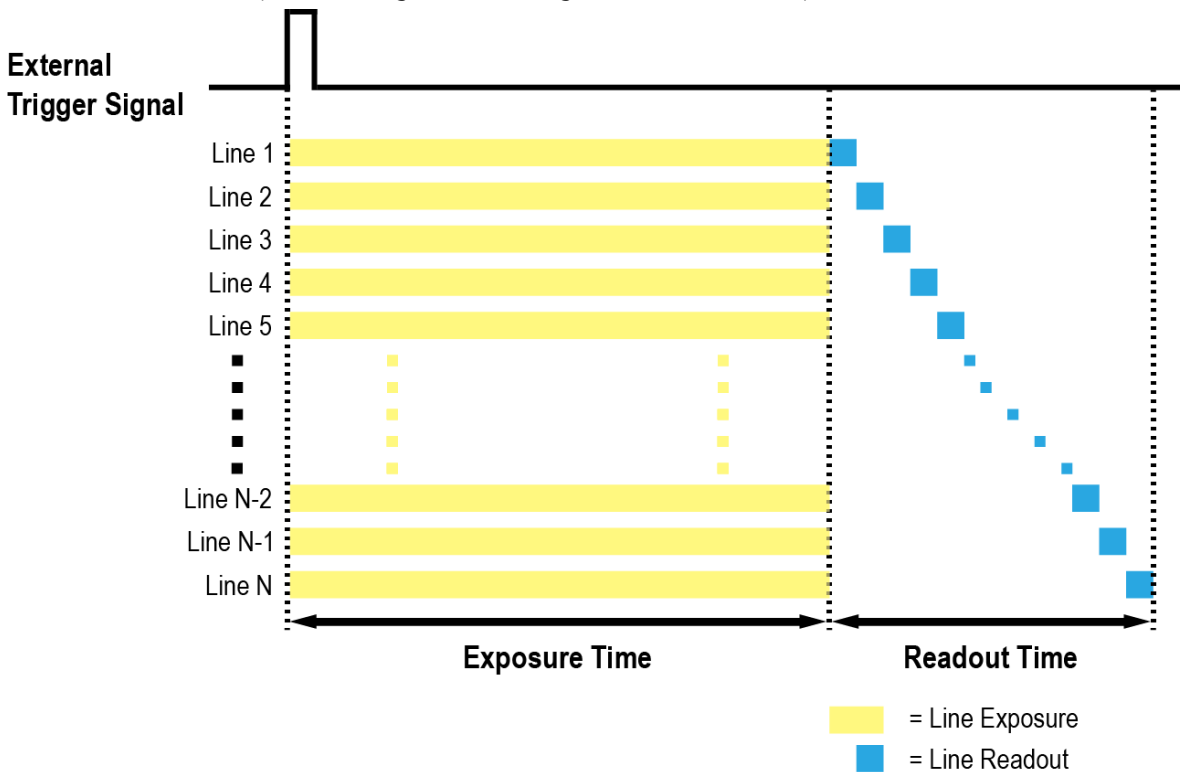 External
Trigger Signal
Line 1
Line 2
Line 3
Line 4
Line 5
Line N-2
Line N-1
Line N
Exposure Time
Readout Time
= Line Exposure
= Line Readout